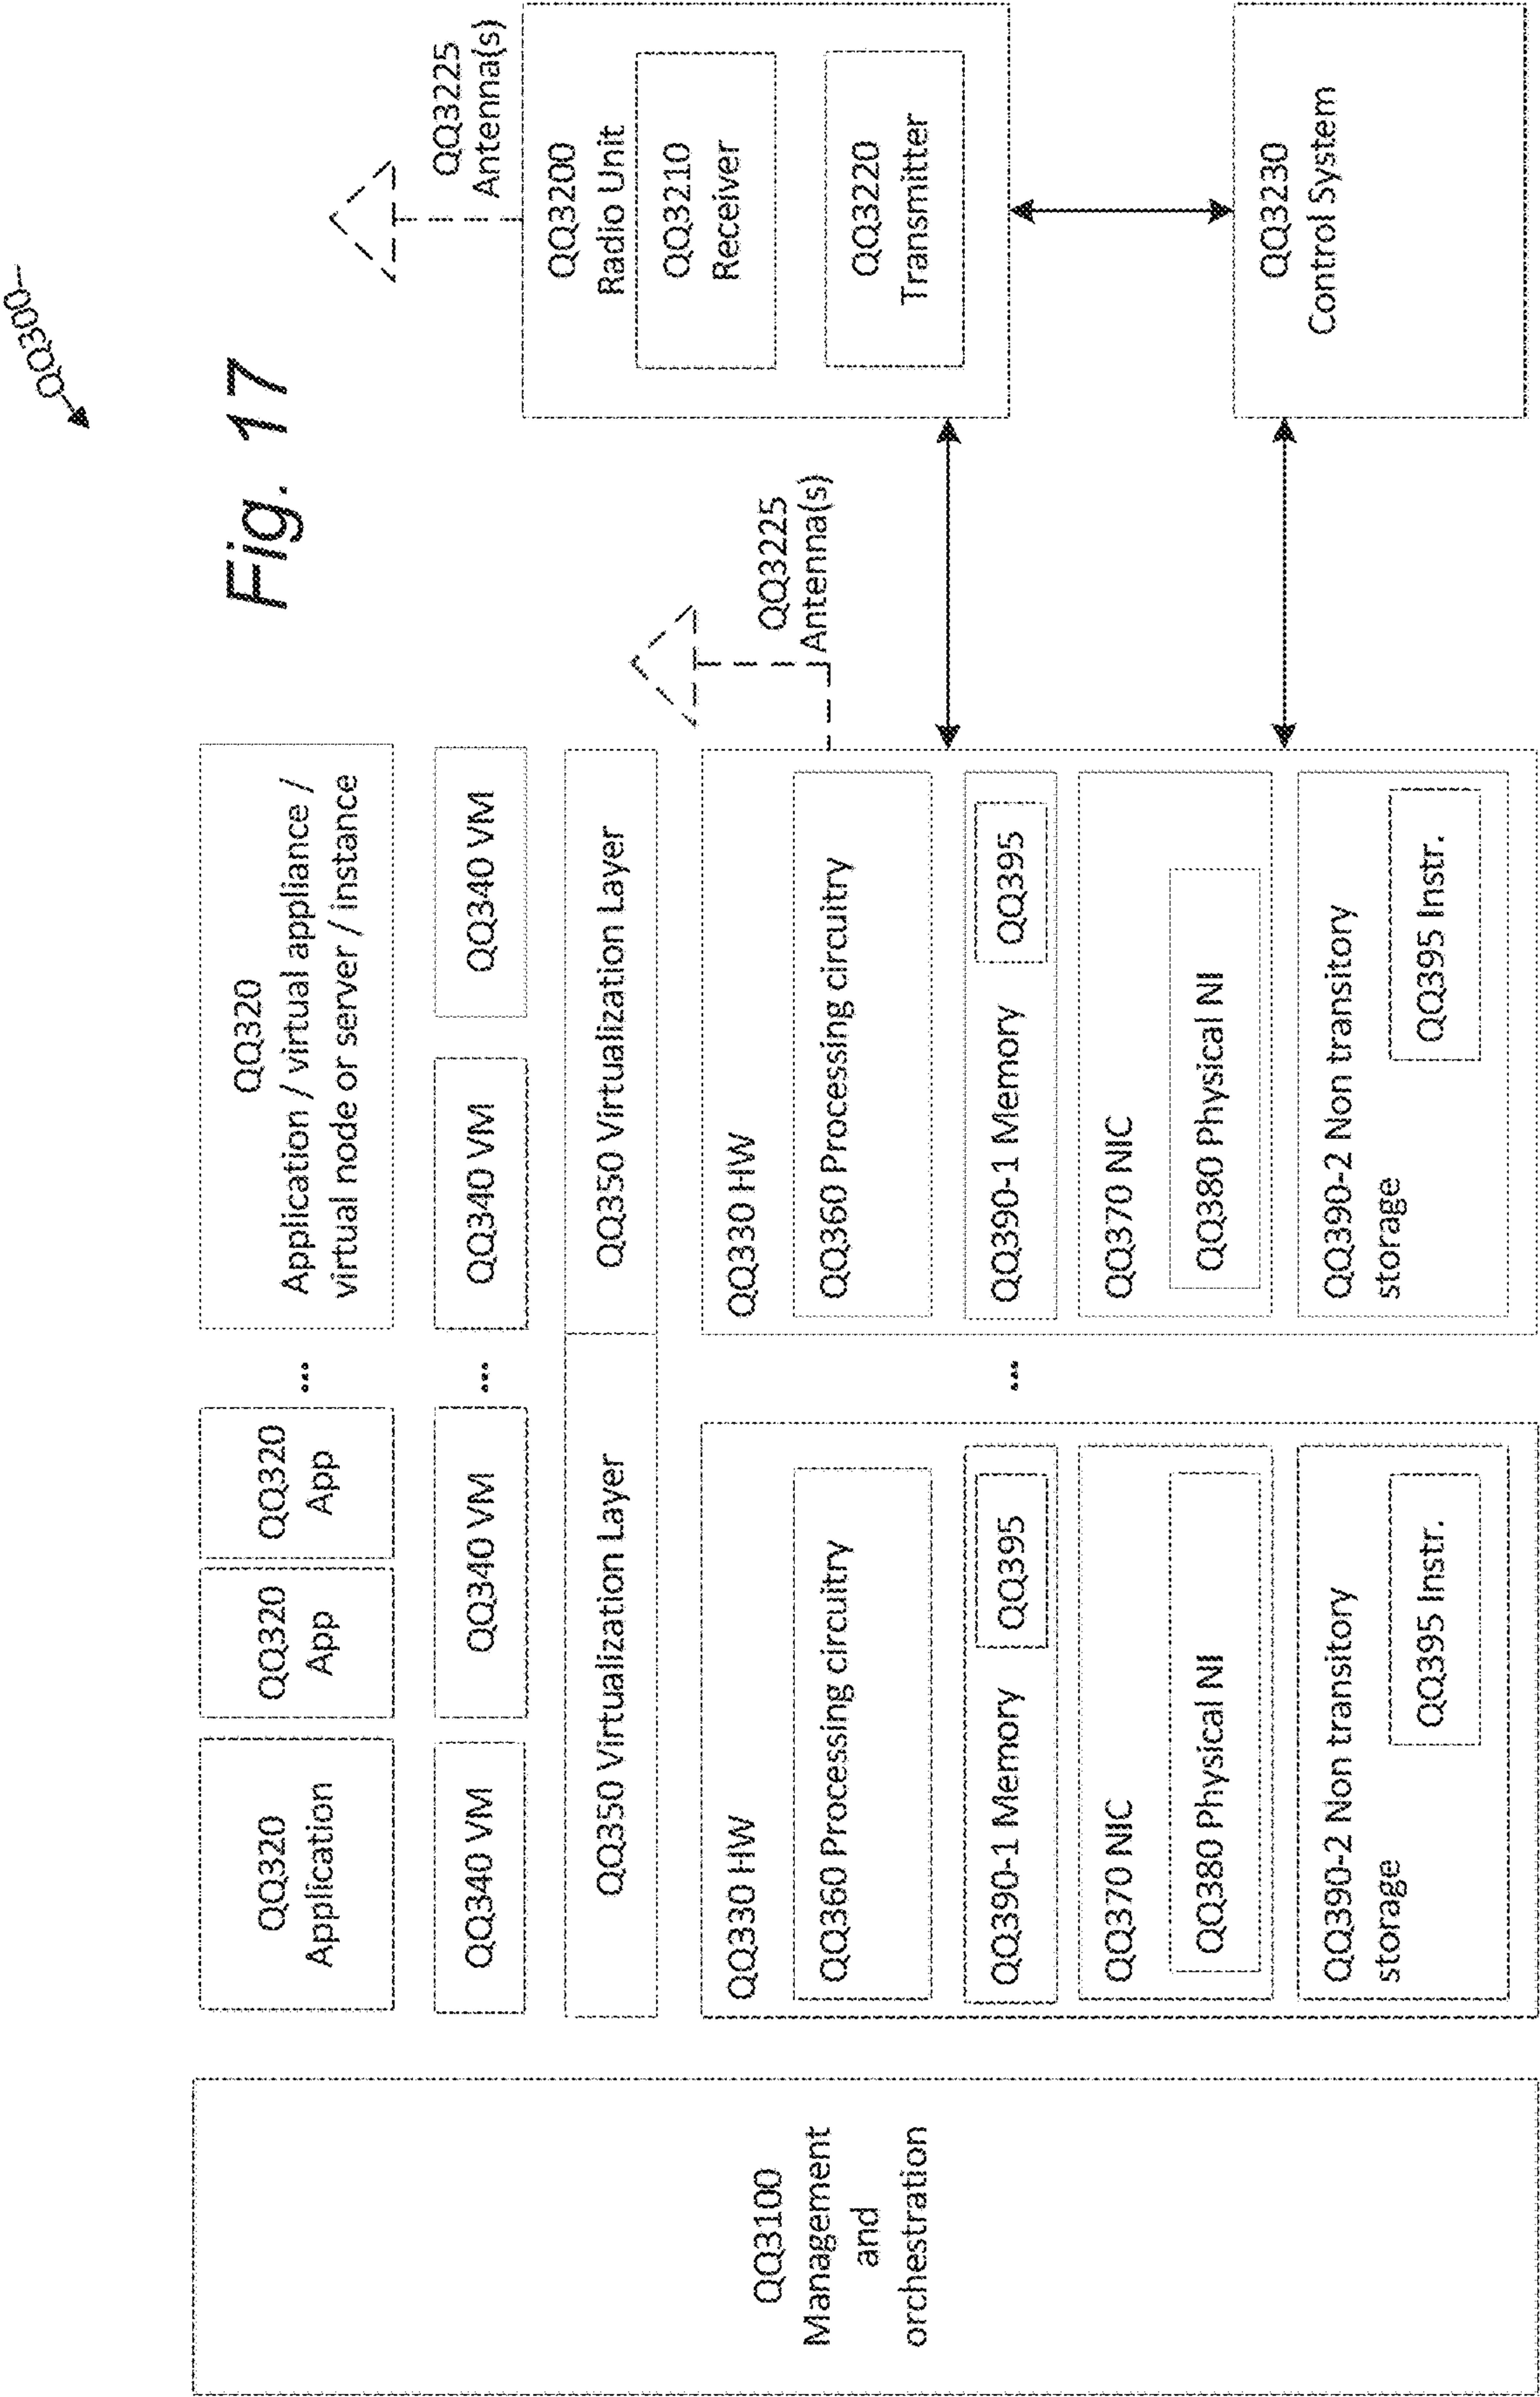 QQ300
Fig. 17
QQ3100
Management
and
orchestration
QQ320
Application
QQ320
App
QQ320
App
...
QQ320
Application / virtual appliance /
virtual node or server / instance
QQ340 VM
QQ340 VM
...
QQ340 VM
QQ340 VM
QQ350 Virtualization Layer
QQ350 Virtualization Layer
QQ330 HW
QQ360 Processing circuitry
QQ390-1 Memory
QQ395
QQ370 NIC
QQ380 Physical NI
QQ390-2 Non transitory
storage
QQ395 Instr.
...
QQ330 HW
QQ360 Processing circuitry
QQ390-1 Memory
QQ395
QQ370 NIC
QQ380 Physical NI
QQ390-2 Non transitory
storage
QQ395 Instr.
QQ3225
Antenna(s)
QQ3225
Antenna(s)
QQ3200
Radio Unit
QQ3210
Receiver
QQ3220
Transmitter
QQ3230
Control System